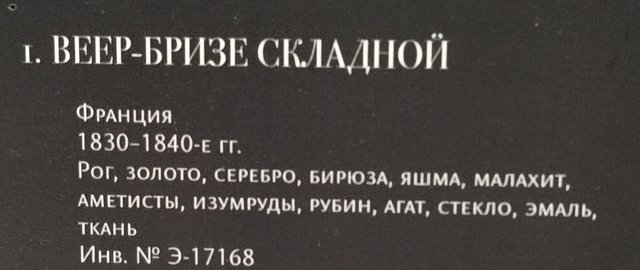 1. ВЕЕР-БРИЗЕ СКЛАДНОЙ
Франция
1830–1840-е гг.
Рог, золото, серебро, бирюза, яшма, малахит,
аметисты, изумруды, рубин, агат, стекло, эмаль,
ткань
Инв. № Э-17168